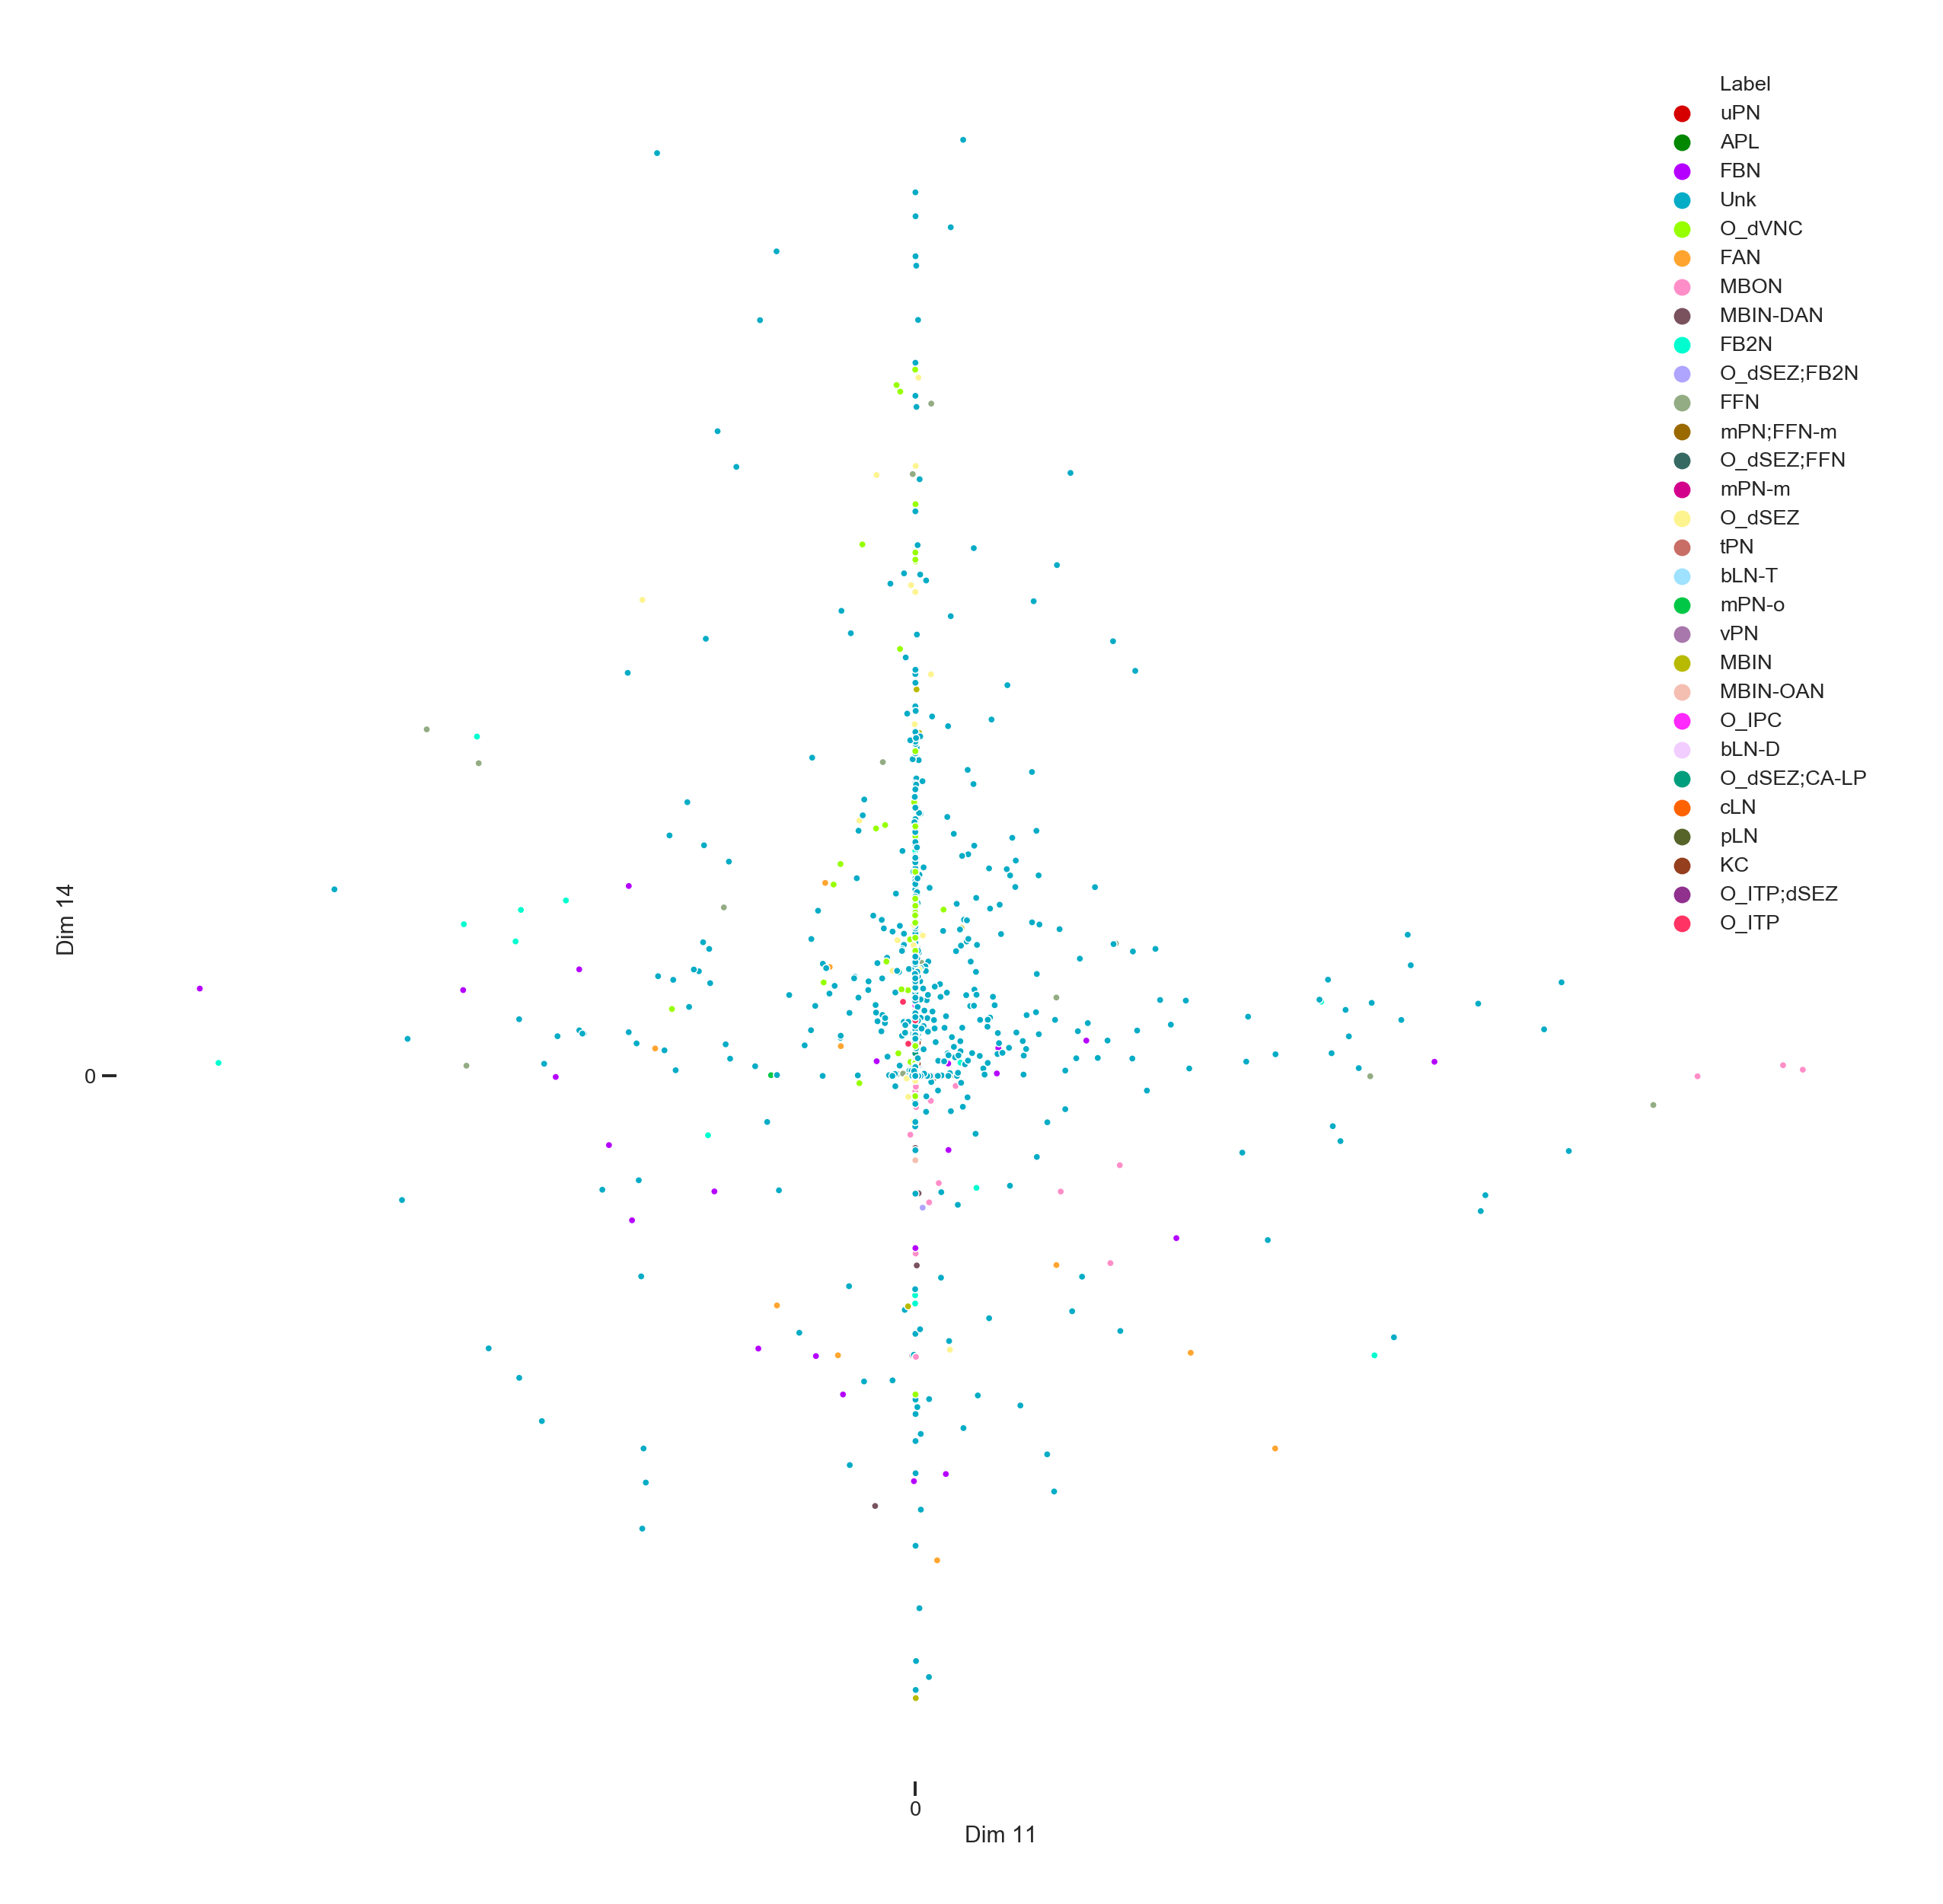 Label
uPN
APL
FBN
Unk
O_dVNC
FAN
MBON
MBIN-DAN
FB2N
O_dSEZ;FB2N
FFN
mPN;FFN-m
O_dSEZ;FFN
mPN-m
O_dSEZ
tPN
bLN-T
mPN-o
vPN
MBIN
MBIN-OAN
O_IPC
bLN-D
O_dSEZ;CA-LP
cLN
pLN
KC
O_ITP;dSEZ
O_ITP
Dim 14
0
0
Dim 11